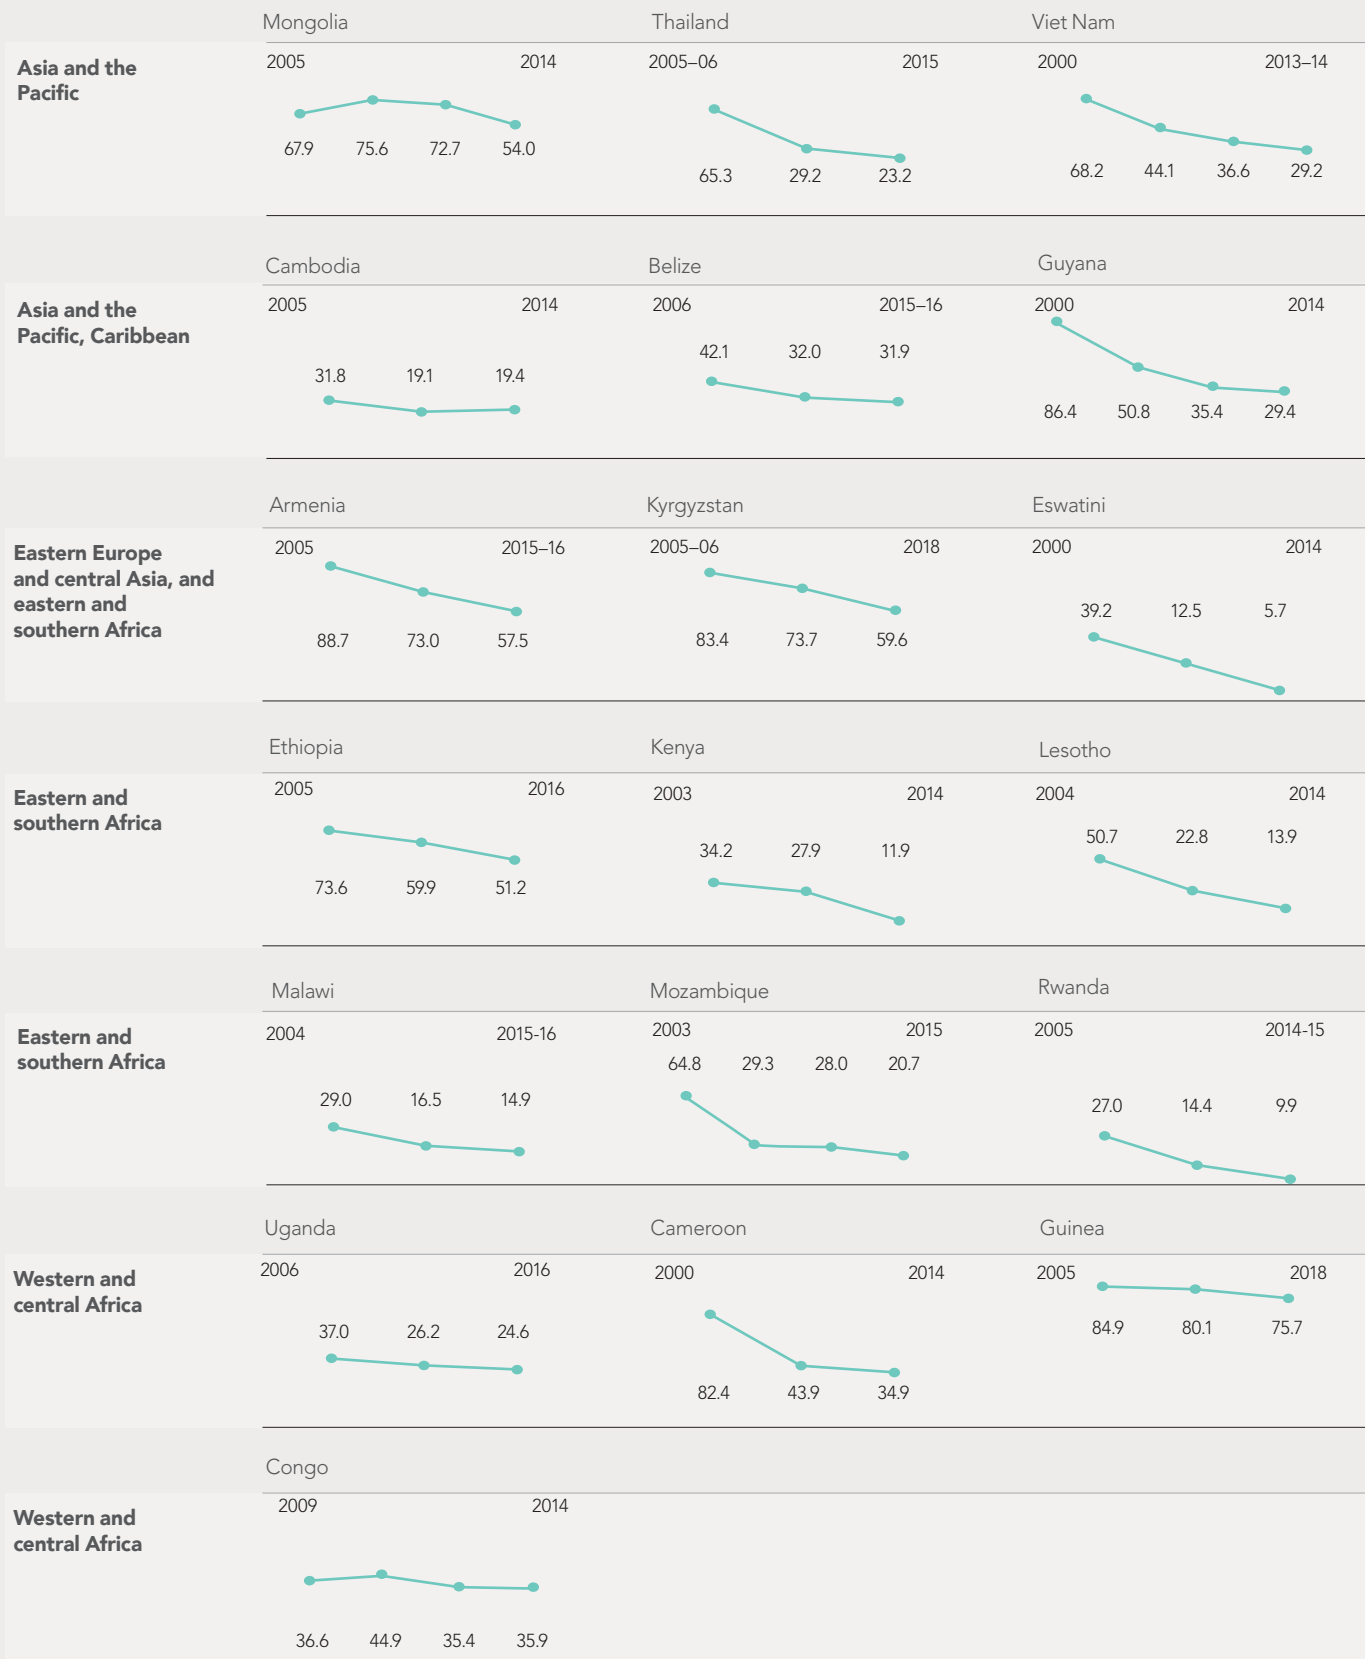 Mongolia Thailand Viet Nam
Asia and the
Pacific
2005 2014 2005–06 2015 2000 2013–14
67.9 75.6 72.7 54.0
65.3 29.2 23.2
68.2 44.1 36.6 29.2
Cambodia Belize Guyana
Asia and the
Pacific, Caribbean
2005 2014 2006 2015–16 2000 2014
31.8 19.1 19.4
42.1 32.0 31.9
86.4 50.8 35.4 29.4
Armenia Kyrgyzstan Eswatini
Eastern Europe
and central Asia, and
eastern and
southern Africa
2005 2015–16 2005–06 2018 2000 2014
88.7 73.0 57.5
83.4 73.7 59.6
39.2 12.5 5.7
Ethiopia Kenya Lesotho
Eastern and
southern Africa
2005 2016 2003 2014 2004 2014
73.6 59.9 51.2
34.2 27.9 11.9
50.7 22.8 13.9
Malawi Mozambique Rwanda
Eastern and
southern Africa
2004 2015-16 2003 2015 2005 2014-15
29.0 16.5 14.9
64.8 29.3 28.0 20.7
27.0 14.4 9.9
Uganda Cameroon Guinea
Western and
central Africa
2006 2016 2000 2014 2005 2018
37.0 26.2 24.6
82.4 43.9 34.9
84.9 80.1 75.7
Congo
Western and
central Africa
2009 2014
36.6 44.9 35.4 35.9